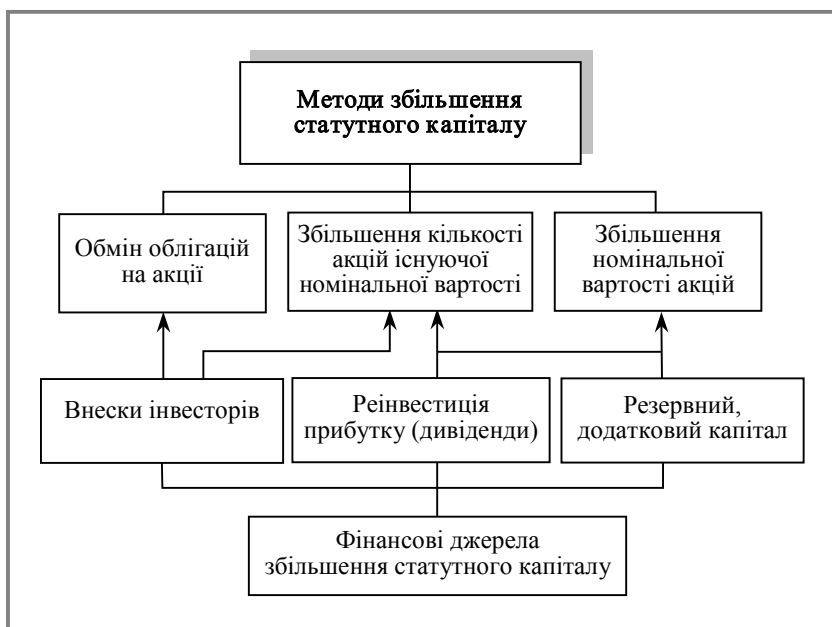 Методи збільшення
статутного капіталу
Обмін облігацій
на акції
Збільшення кількості
акцій існуючої
номінальної вартості
Збільшення
номінальної
вартості акцій
Внески інвесторів
Реінвестиція
прибутку (дивіденди)
Резервний,
додатковий капітал
Фінансові джерела
збільшення статутного капіталу